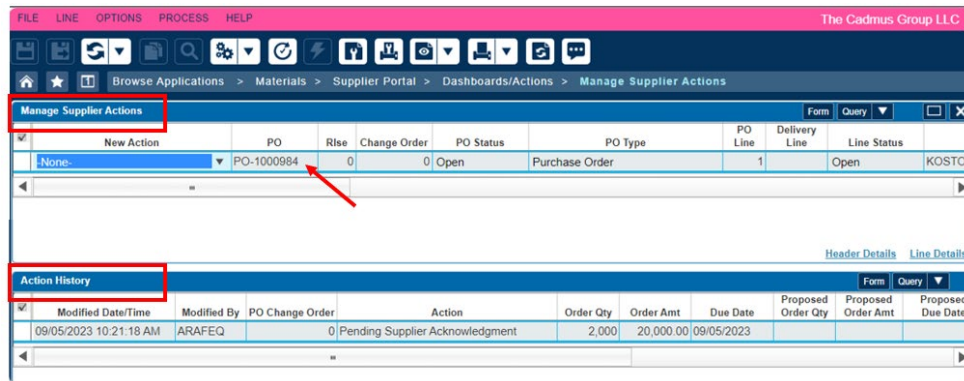 FILE LINE OPTIONS PROCESS HELP The Cadmus Group LLC
Browse Applications > Materials > Supplier Portal > Dashboards/Actions > Manage Supplier Actions
Manage Supplier Actions Form Query
New Action PO Rlse Change Order PO Status PO Type PO Line Delivery Line Line Status
-None- PO-1000984 0 0 Open Purchase Order 1 Open KOSTC
Header Details Line Details
Action History Form Query
Modified Date/Time Modified By PO Change Order Action Order Qty Order Amt Due Date Proposed Order Qty Proposed Order Amt Proposed Due Date
09/05/2023 10:21:18 AM ARAFEQ 0 Pending Supplier Acknowledgment 2,000 20,000.00 09/05/2023